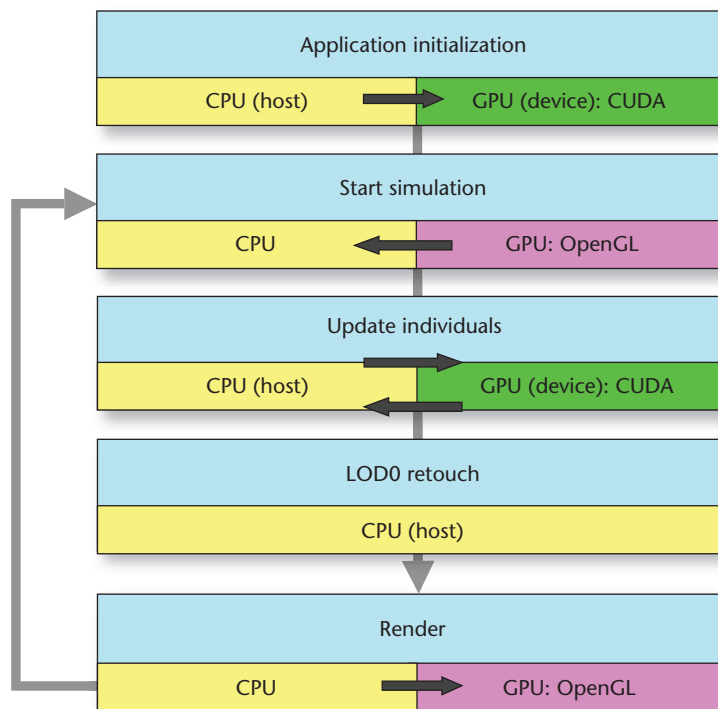 Application initialization
CPU (host)
GPU (device): CUDA
Start simulation
CPU
GPU: OpenGL
Update individuals
CPU (host)
GPU (device): CUDA
LOD0 retouch
CPU (host)
Render
CPU
GPU: OpenGL